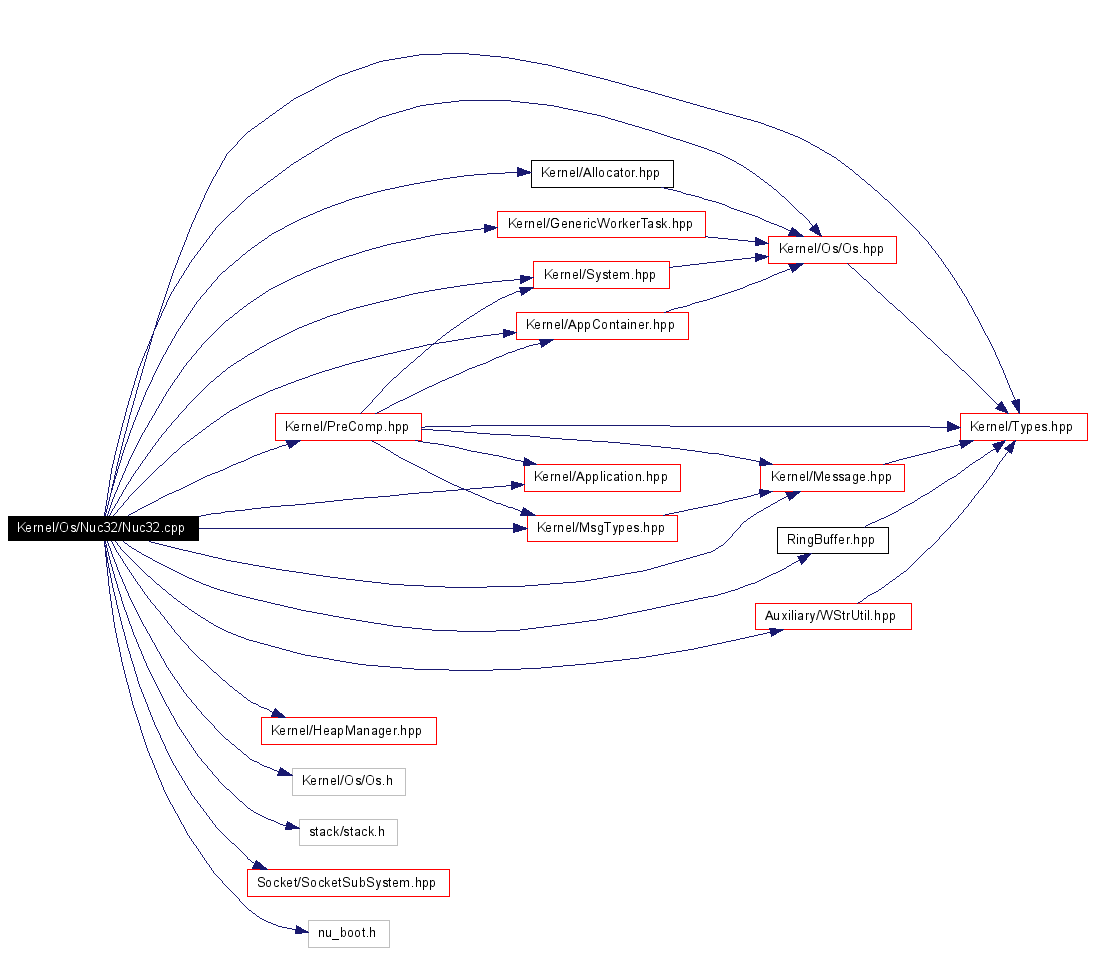 Kernel/Allocator.hpp
Kernel/GenericWorkerTask.hpp
Kernel/Os/Os.hpp
Kernel/System.hpp
Kernel/AppContainer.hpp
Kernel/PreComp.hpp
Kernel/Types.hpp
Kernel/Application.hpp
Kernel/Message.hpp
Kernel/Os/Nuc32/Nuc32.cpp
Kernel/MsgTypes.hpp
RingBuffer.hpp
Auxiliary/WStrUtil.hpp
Kernel/HeapManager.hpp
Kernel/Os/Os.h
stack/stack.h
Socket/SocketSubSystem.hpp
nu_boot.h